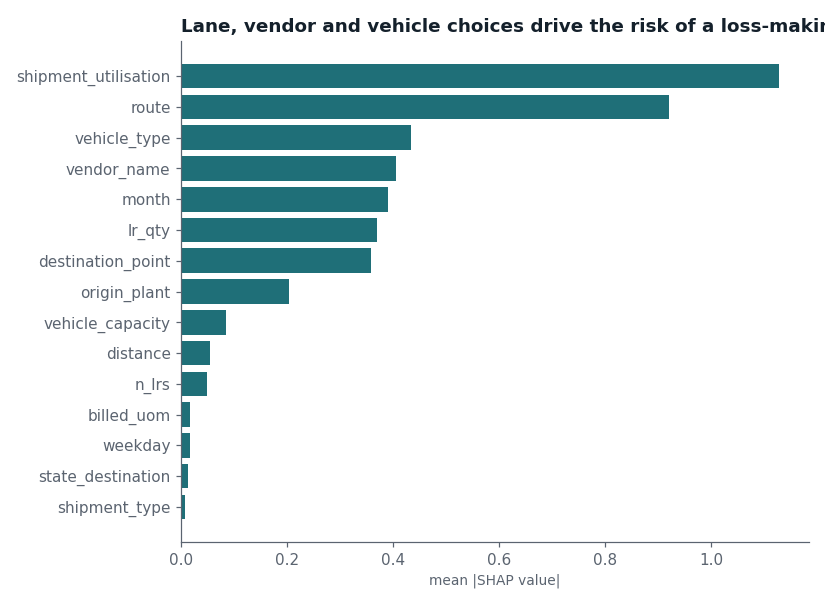 Lane, vendor and vehicle choices drive the risk of a loss-makin
shipment_utilisation
route
vehicle_type
vendor_name
month
lr_qty
destination_point
origin_plant
vehicle_capacity
distance
n_lrs
billed_uom
weekday
state_destination
shipment_type
0.0 0.2 0.4 0.6 0.8 1.0
mean |SHAP value|